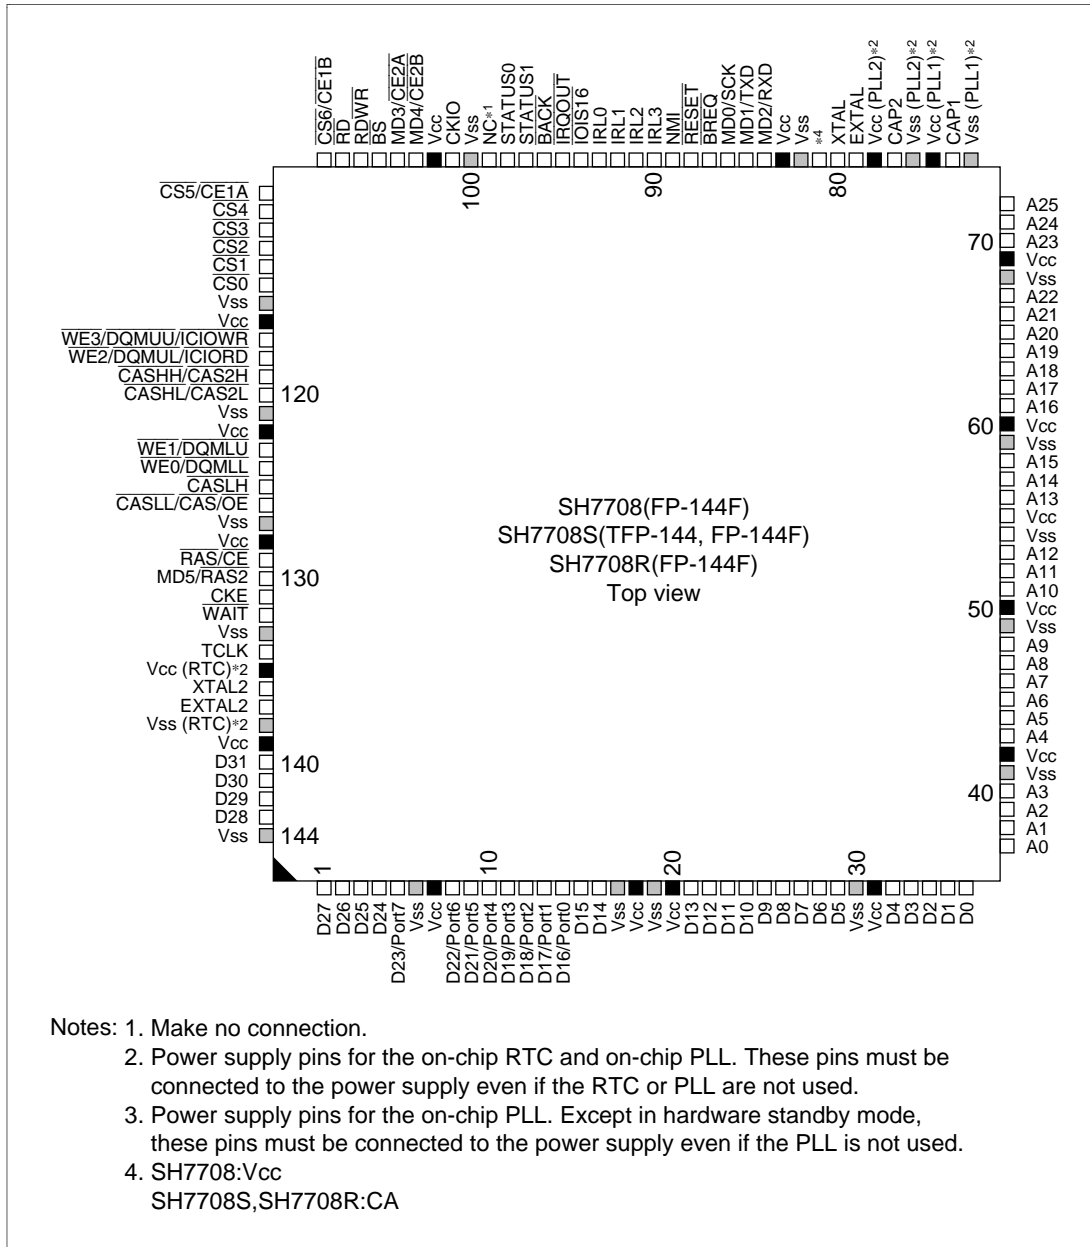 CS6/CE1B
RD
RDWR
BS
MD3/CE2A
MD4/CE2B
Vcc
CKIO
Vss
NC*1
STATUS0
STATUS1
BACK
IRQOUT
IOIS16
IRL0
IRL1
IRL2
IRL3
NMI
RESET
BREQ
MD0/SCK
MD1/TXD
MD2/RXD
Vcc
Vss
*4
XTAL
EXTAL
Vcc (PLL2)*2
CAP2
Vss (PLL2)*2
Vcc (PLL1)*2
CAP1
Vss (PLL1)*2
100
90
80
CS5/CE1A
CS4
CS3
CS2
CS1
CS0
Vss
Vcc
WE3/DQMUU/ICIOWR
WE2/DQMUL/ICIORD
CASHH/CAS2H
CASHL/CAS2L
Vss
Vcc
WE1/DQMLU
WE0/DQMLL
CASLH
CASLL/CAS/OE
Vss
Vcc
RAS/CE
MD5/RAS2
CKE
WAIT
Vss
TCLK
Vcc (RTC)*2
XTAL2
EXTAL2
Vss (RTC)*2
Vcc
D31
D30
D29
D28
Vss
120
130
140
144
SH7708(FP-144F)
SH7708S(TFP-144, FP-144F)
SH7708R(FP-144F)
Top view
70
60
50
40
A25
A24
A23
Vcc
Vss
A22
A21
A20
A19
A18
A17
A16
Vcc
Vss
A15
A14
A13
Vcc
Vss
A12
A11
A10
Vcc
Vss
A9
A8
A7
A6
A5
A4
Vcc
Vss
A3
A2
A1
A0
1
10
20
30
D27
D26
D25
D24
D23/Port7
Vss
Vcc
D22/Port6
D21/Port5
D20/Port4
D19/Port3
D18/Port2
D17/Port1
D16/Port0
D15
D14
Vss
Vcc
Vss
Vcc
D13
D12
D11
D10
D9
D8
D7
D6
D5
Vss
Vcc
D4
D3
D2
D1
D0
Notes: 1. Make no connection.
2. Power supply pins for the on-chip RTC and on-chip PLL. These pins must be
connected to the power supply even if the RTC or PLL are not used.
3. Power supply pins for the on-chip PLL. Except in hardware standby mode,
these pins must be connected to the power supply even if the PLL is not used.
4. SH7708:Vcc
SH7708S,SH7708R:CA